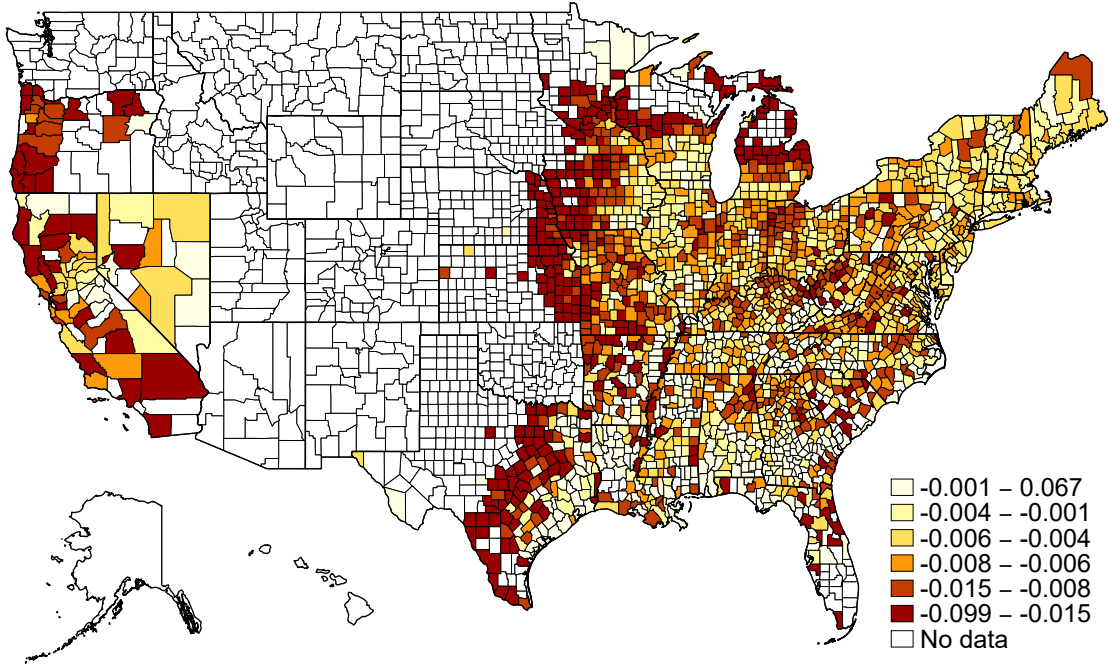 -0.001 – 0.067
-0.004 – -0.001
-0.006 – -0.004
-0.008 – -0.006
-0.015 – -0.008
-0.099 – -0.015
No data